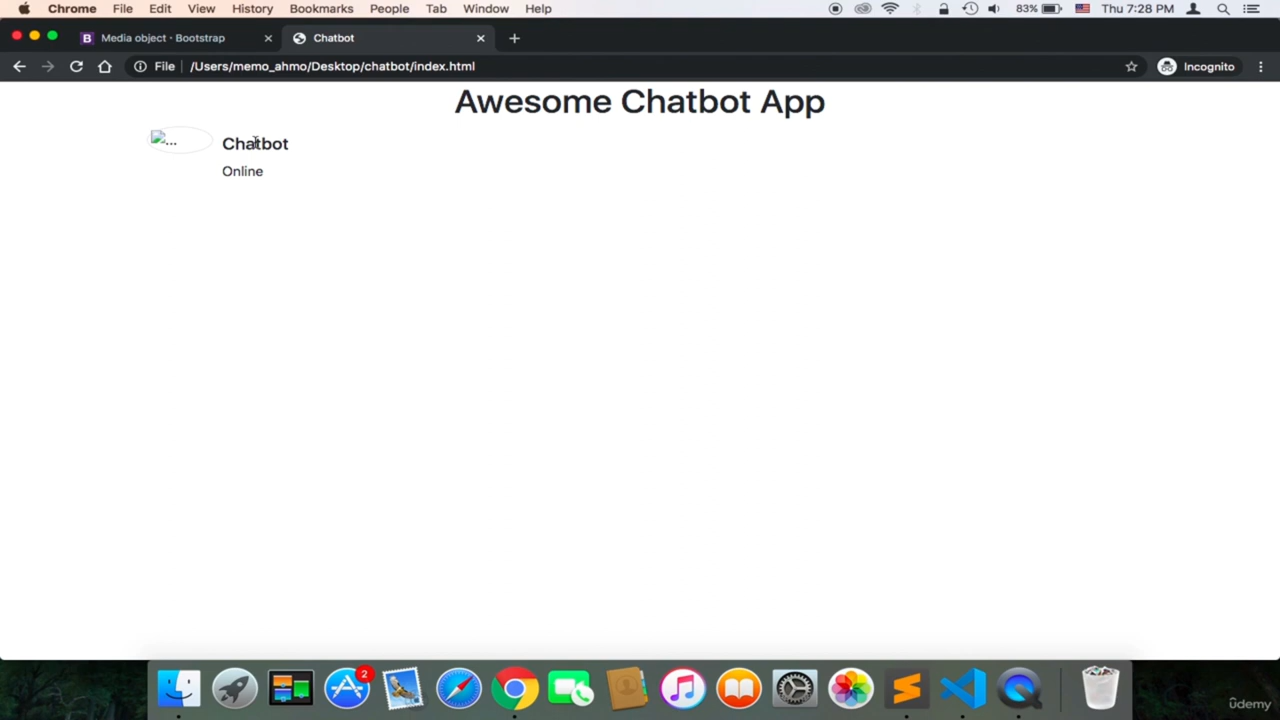 Chrome File Edit View History Bookmarks People Tab Window Help 83% Thu 7:28 PM
B Media object · Bootstrap Chatbot
File /Users/memo_ahmo/Desktop/chatbot/index.html Incognito
Awesome Chatbot App
...
Chatbot
Online
2
ûdemy